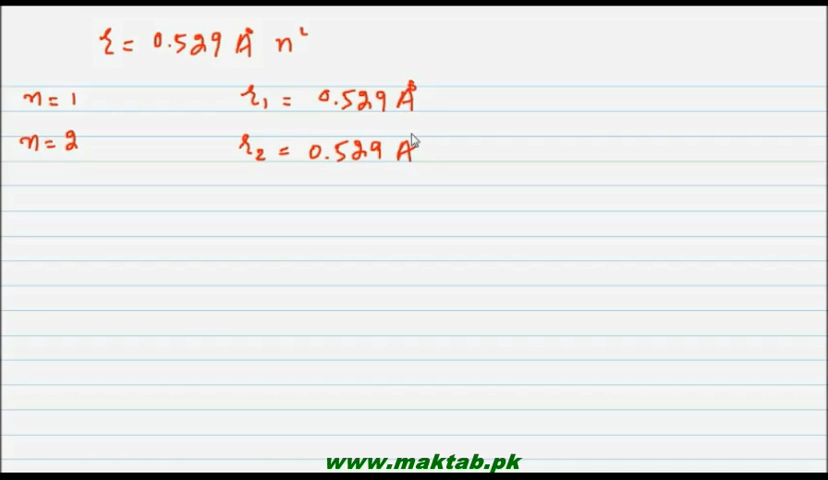 r = 0.529 A° n²
n = 1 r₁ = 0.529 A°
n = 2 r₂ = 0.529 A°
www.maktab.pk